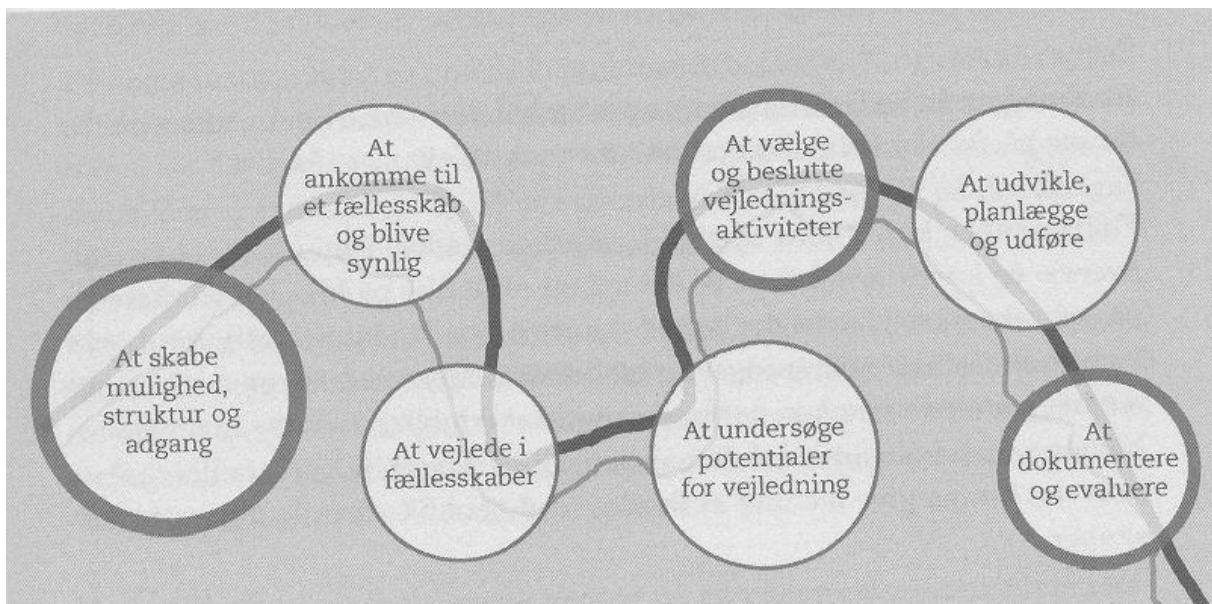 At skabe
mulighed,
struktur og
adgang
At
ankomme til
et fællesskab
og blive
synlig
At vejlede i
fællesskaber
At undersøge
potentialer
for vejledning
At vælge
og beslutte
vejlednings-
aktiviteter
At udvikle,
planlægge
og udføre
At
dokumentere
og evaluere